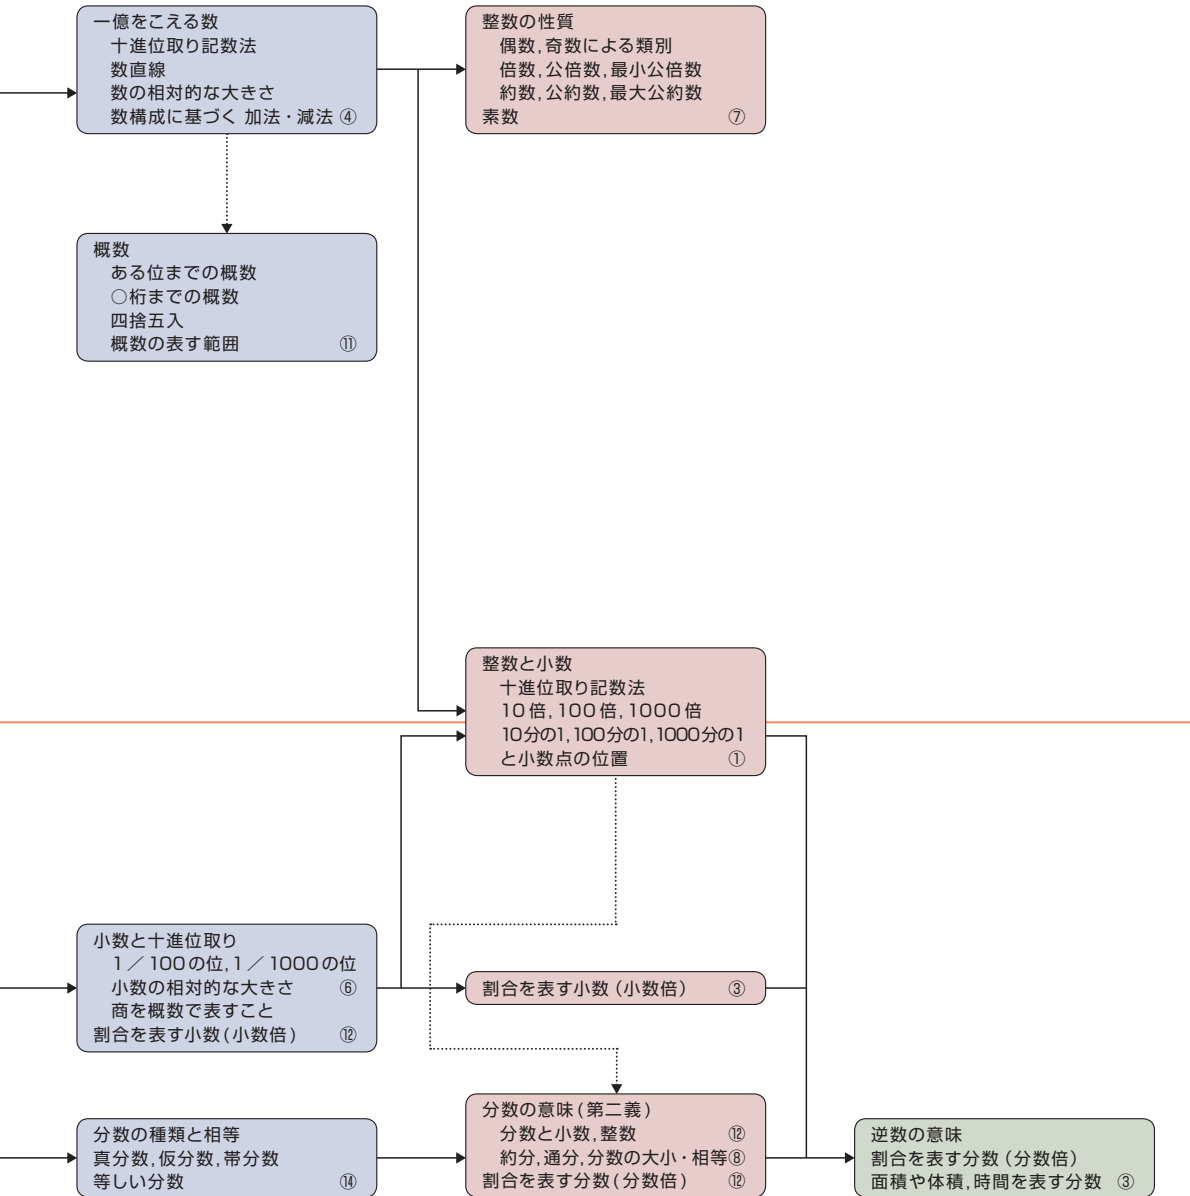 一億をこえる数
十進位取り記数法
数直線
数の相対的な大きさ
数構成に基づく 加法・減法 ④
整数の性質
偶数,奇数による類別
倍数,公倍数,最小公倍数
約数,公約数,最大公約数
素数 ⑦
概数
ある位までの概数
○桁までの概数
四捨五入
概数の表す範囲 ⑪
整数と小数
十進位取り記数法
10倍,100倍,1000倍
10分の1,100分の1,1000分の1
と小数点の位置 ①
小数と十進位取り
1／100の位,1／1000の位
小数の相対的な大きさ ⑥
商を概数で表すこと
割合を表す小数(小数倍) ⑫
割合を表す小数(小数倍) ③
分数の種類と相等
真分数,仮分数,帯分数
等しい分数 ⑭
分数の意味(第二義)
分数と小数,整数 ⑫
約分,通分,分数の大小・相等⑧
割合を表す分数(分数倍) ⑫
逆数の意味
割合を表す分数(分数倍)
面積や体積,時間を表す分数 ③